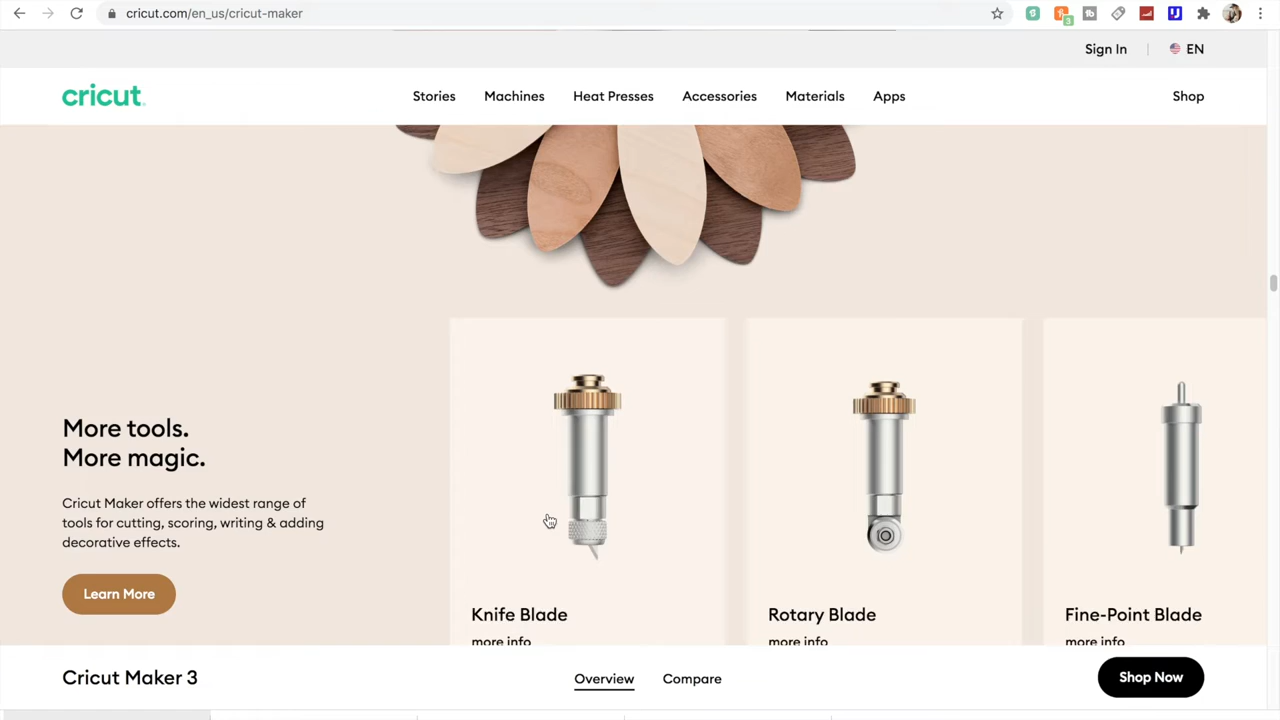 cricut.com/en_us/cricut-maker
3
Sign In
EN
cricut
Stories
Machines
Heat Presses
Accessories
Materials
Apps
Shop
More tools.
More magic.
Cricut Maker offers the widest range of
tools for cutting, scoring, writing & adding
decorative effects.
Learn More
Knife Blade
more info
Rotary Blade
more info
Fine-Point Blade
more info
Cricut Maker 3
Overview
Compare
Shop Now